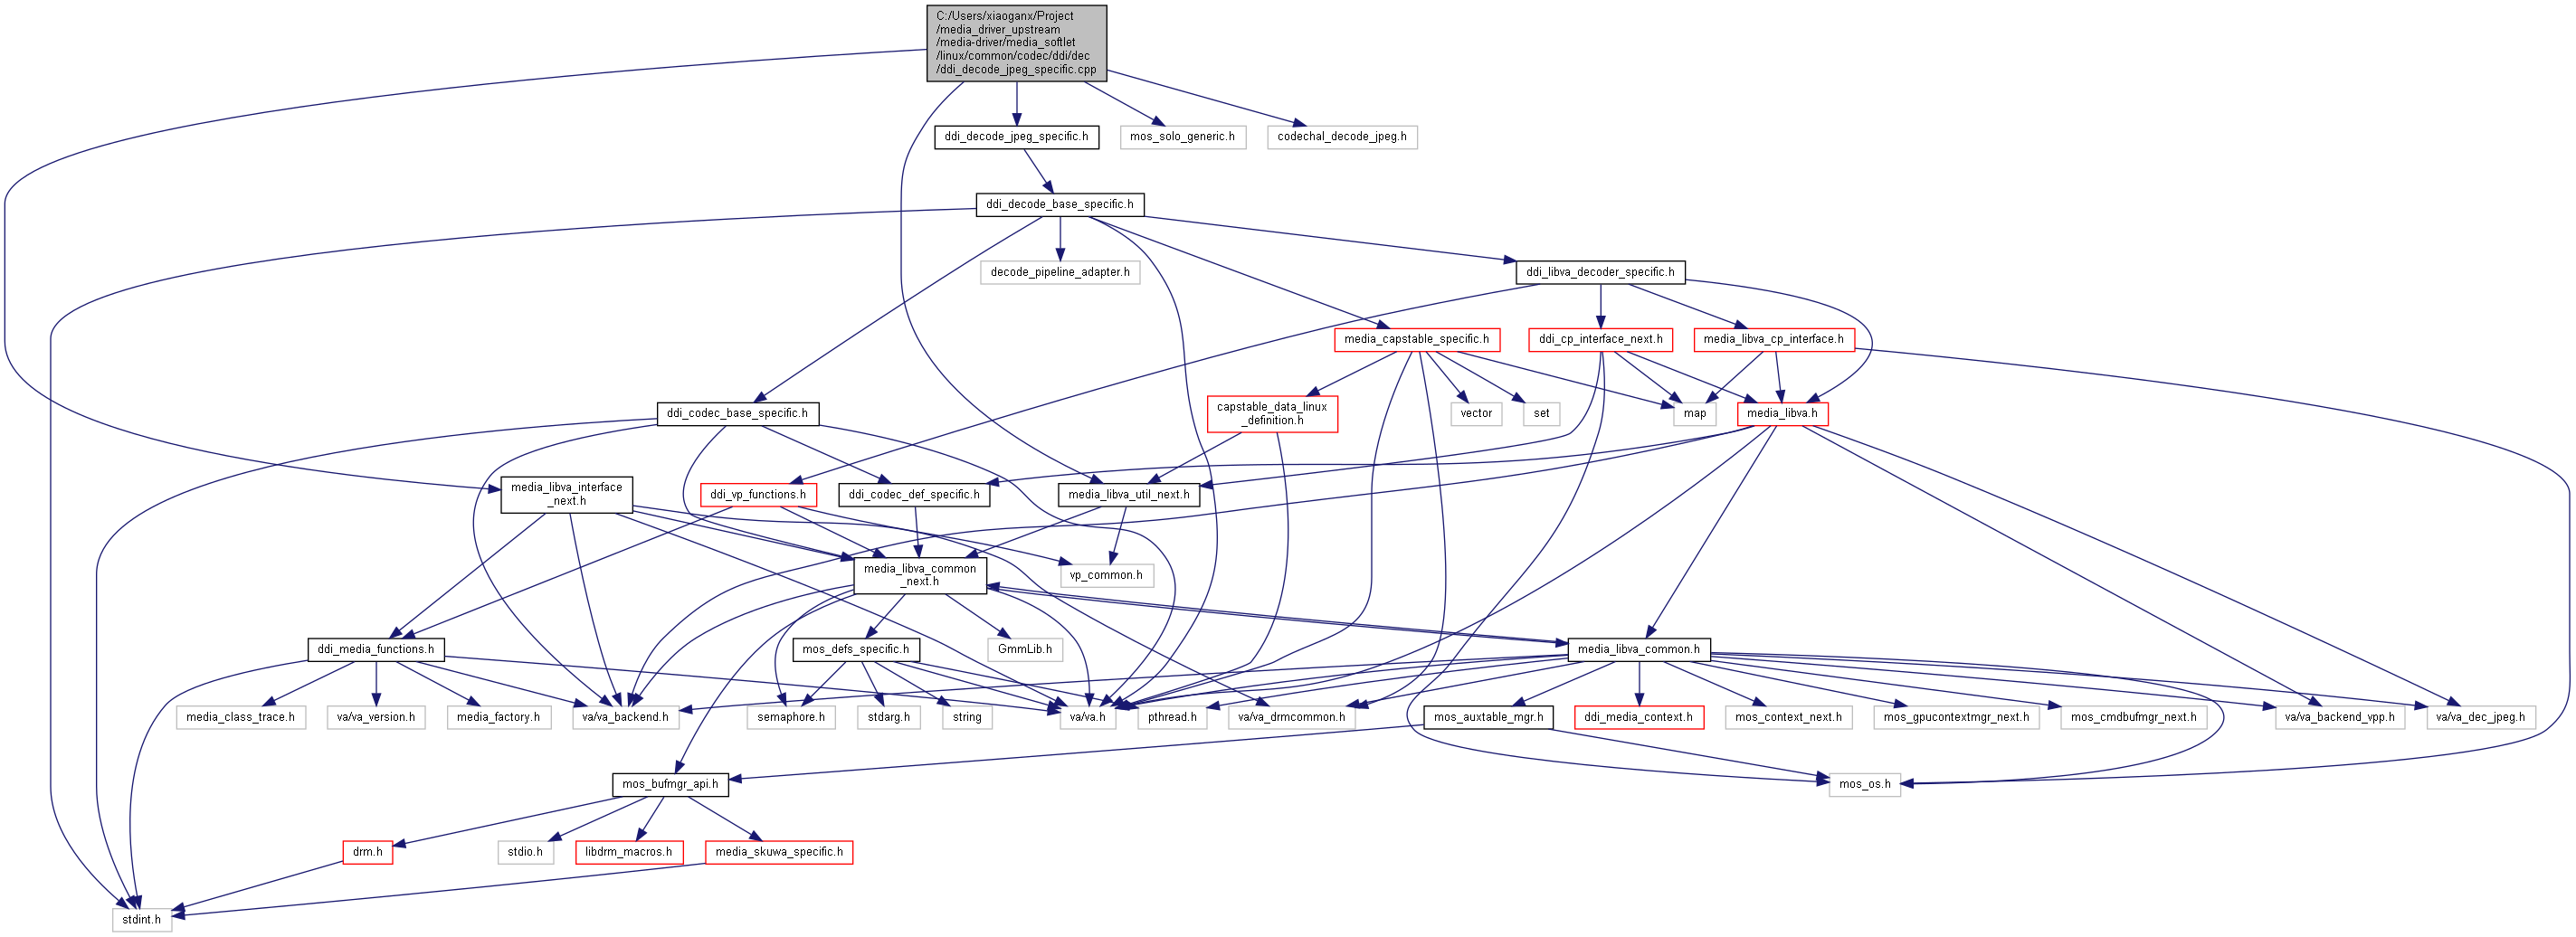 C:/Users/xiaoganx/Project
/media_driver_upstream
/media-driver/media_softlet
/linux/common/codec/ddi/dec
/ddi_decode_jpeg_specific.cpp
ddi_decode_jpeg_specific.h
mos_solo_generic.h
codechal_decode_jpeg.h
ddi_decode_base_specific.h
decode_pipeline_adapter.h
ddi_libva_decoder_specific.h
media_capstable_specific.h
ddi_cp_interface_next.h
media_libva_cp_interface.h
ddi_codec_base_specific.h
capstable_data_linux
_definition.h
vector
set
map
media_libva.h
media_libva_interface
_next.h
ddi_vp_functions.h
ddi_codec_def_specific.h
media_libva_util_next.h
media_libva_common
_next.h
vp_common.h
ddi_media_functions.h
mos_defs_specific.h
GmmLib.h
media_libva_common.h
media_class_trace.h
va/va_version.h
media_factory.h
va/va_backend.h
semaphore.h
stdarg.h
string
va/va.h
pthread.h
va/va_drmcommon.h
mos_auxtable_mgr.h
ddi_media_context.h
mos_context_next.h
mos_gpucontextmgr_next.h
mos_cmdbufmgr_next.h
va/va_backend_vpp.h
va/va_dec_jpeg.h
mos_bufmgr_api.h
mos_os.h
drm.h
stdio.h
libdrm_macros.h
media_skuwa_specific.h
stdint.h